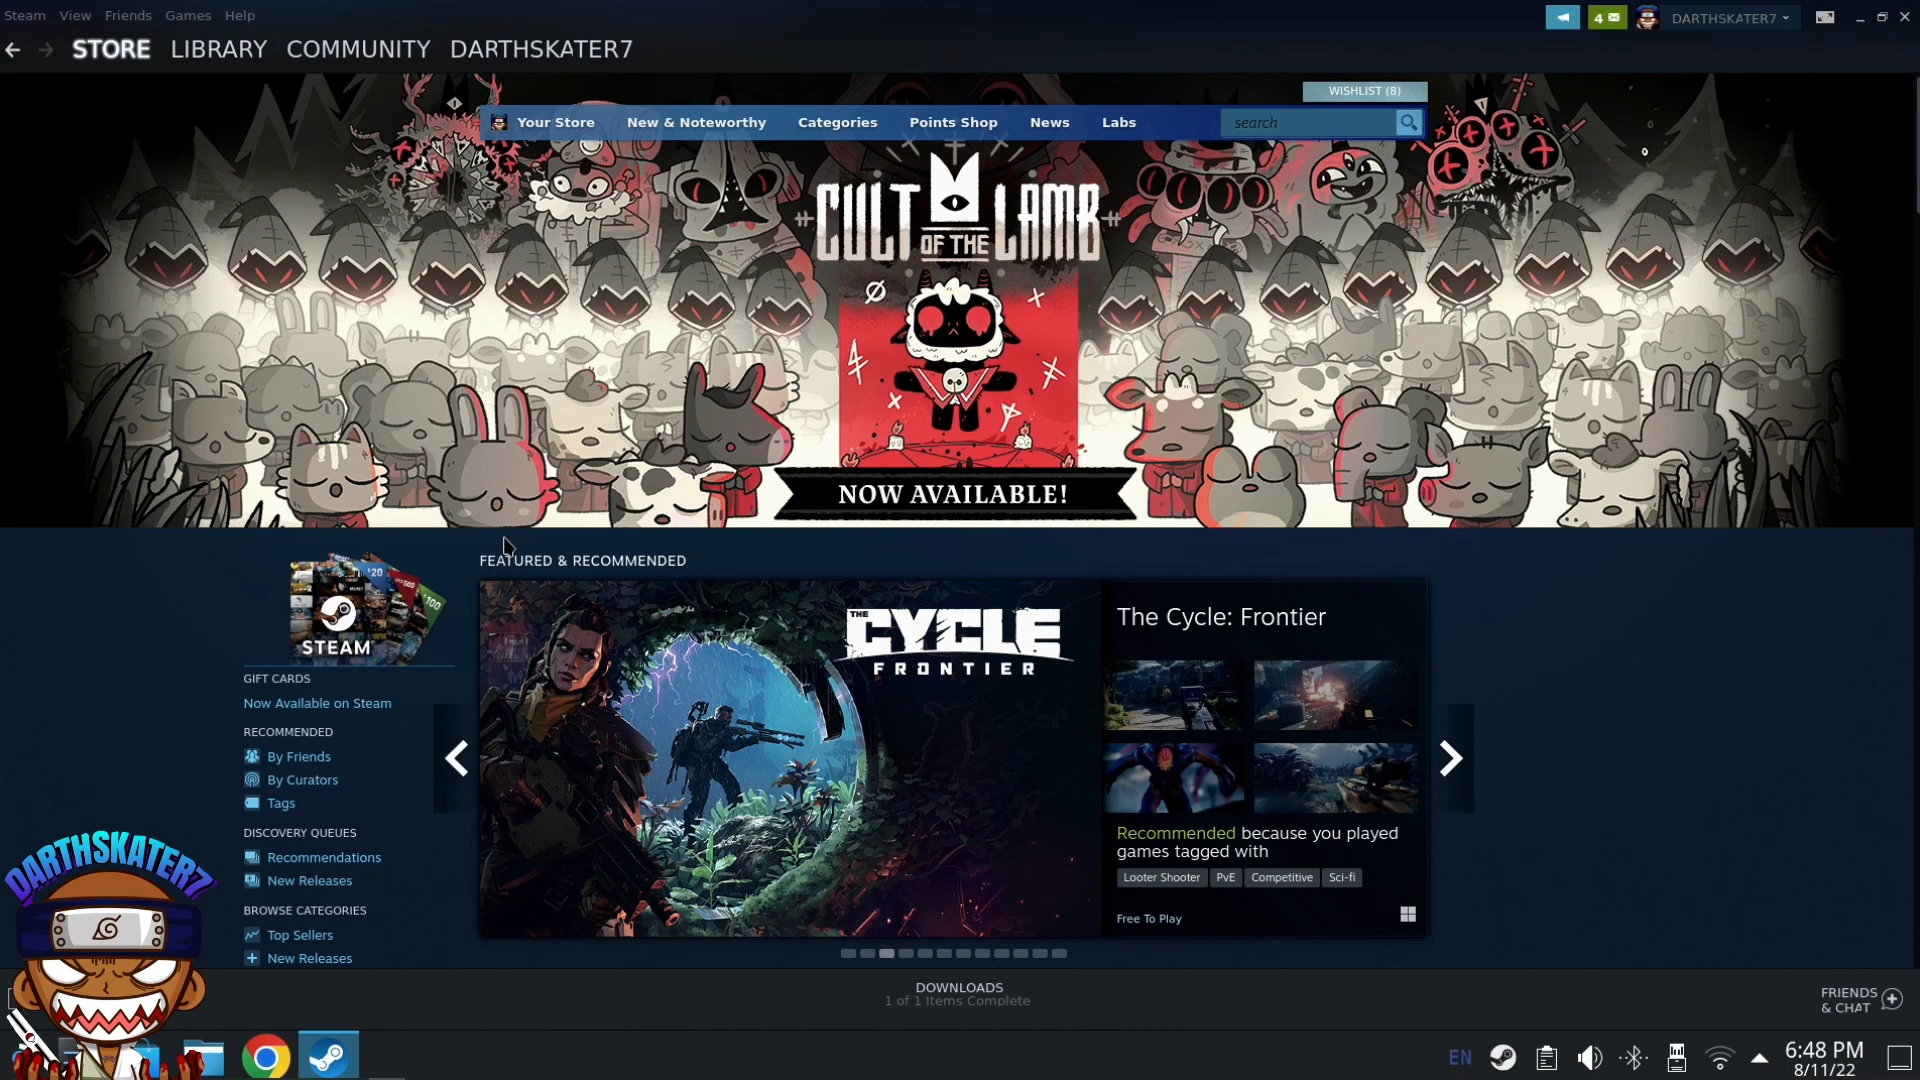 Steam View Friends Games Help
4 DARTHSKATER7
STORE LIBRARY COMMUNITY DARTHSKATER7
WISHLIST (8)
Your Store New & Noteworthy Categories Points Shop News Labs search
CULT OF THE LAMB
NOW AVAILABLE!
FEATURED & RECOMMENDED
$20
$100
STEAM
GIFT CARDS
Now Available on Steam
RECOMMENDED
By Friends
By Curators
Tags
DISCOVERY QUEUES
Recommendations
New Releases
BROWSE CATEGORIES
Top Sellers
New Releases
THE CYCLE
FRONTIER
The Cycle: Frontier
Recommended because you played
games tagged with
Looter Shooter PvE Competitive Sci-fi
Free To Play
DARTHSKATER7
DOWNLOADS
1 of 1 Items Complete
FRIENDS
& CHAT
EN
6:48 PM
8/11/22